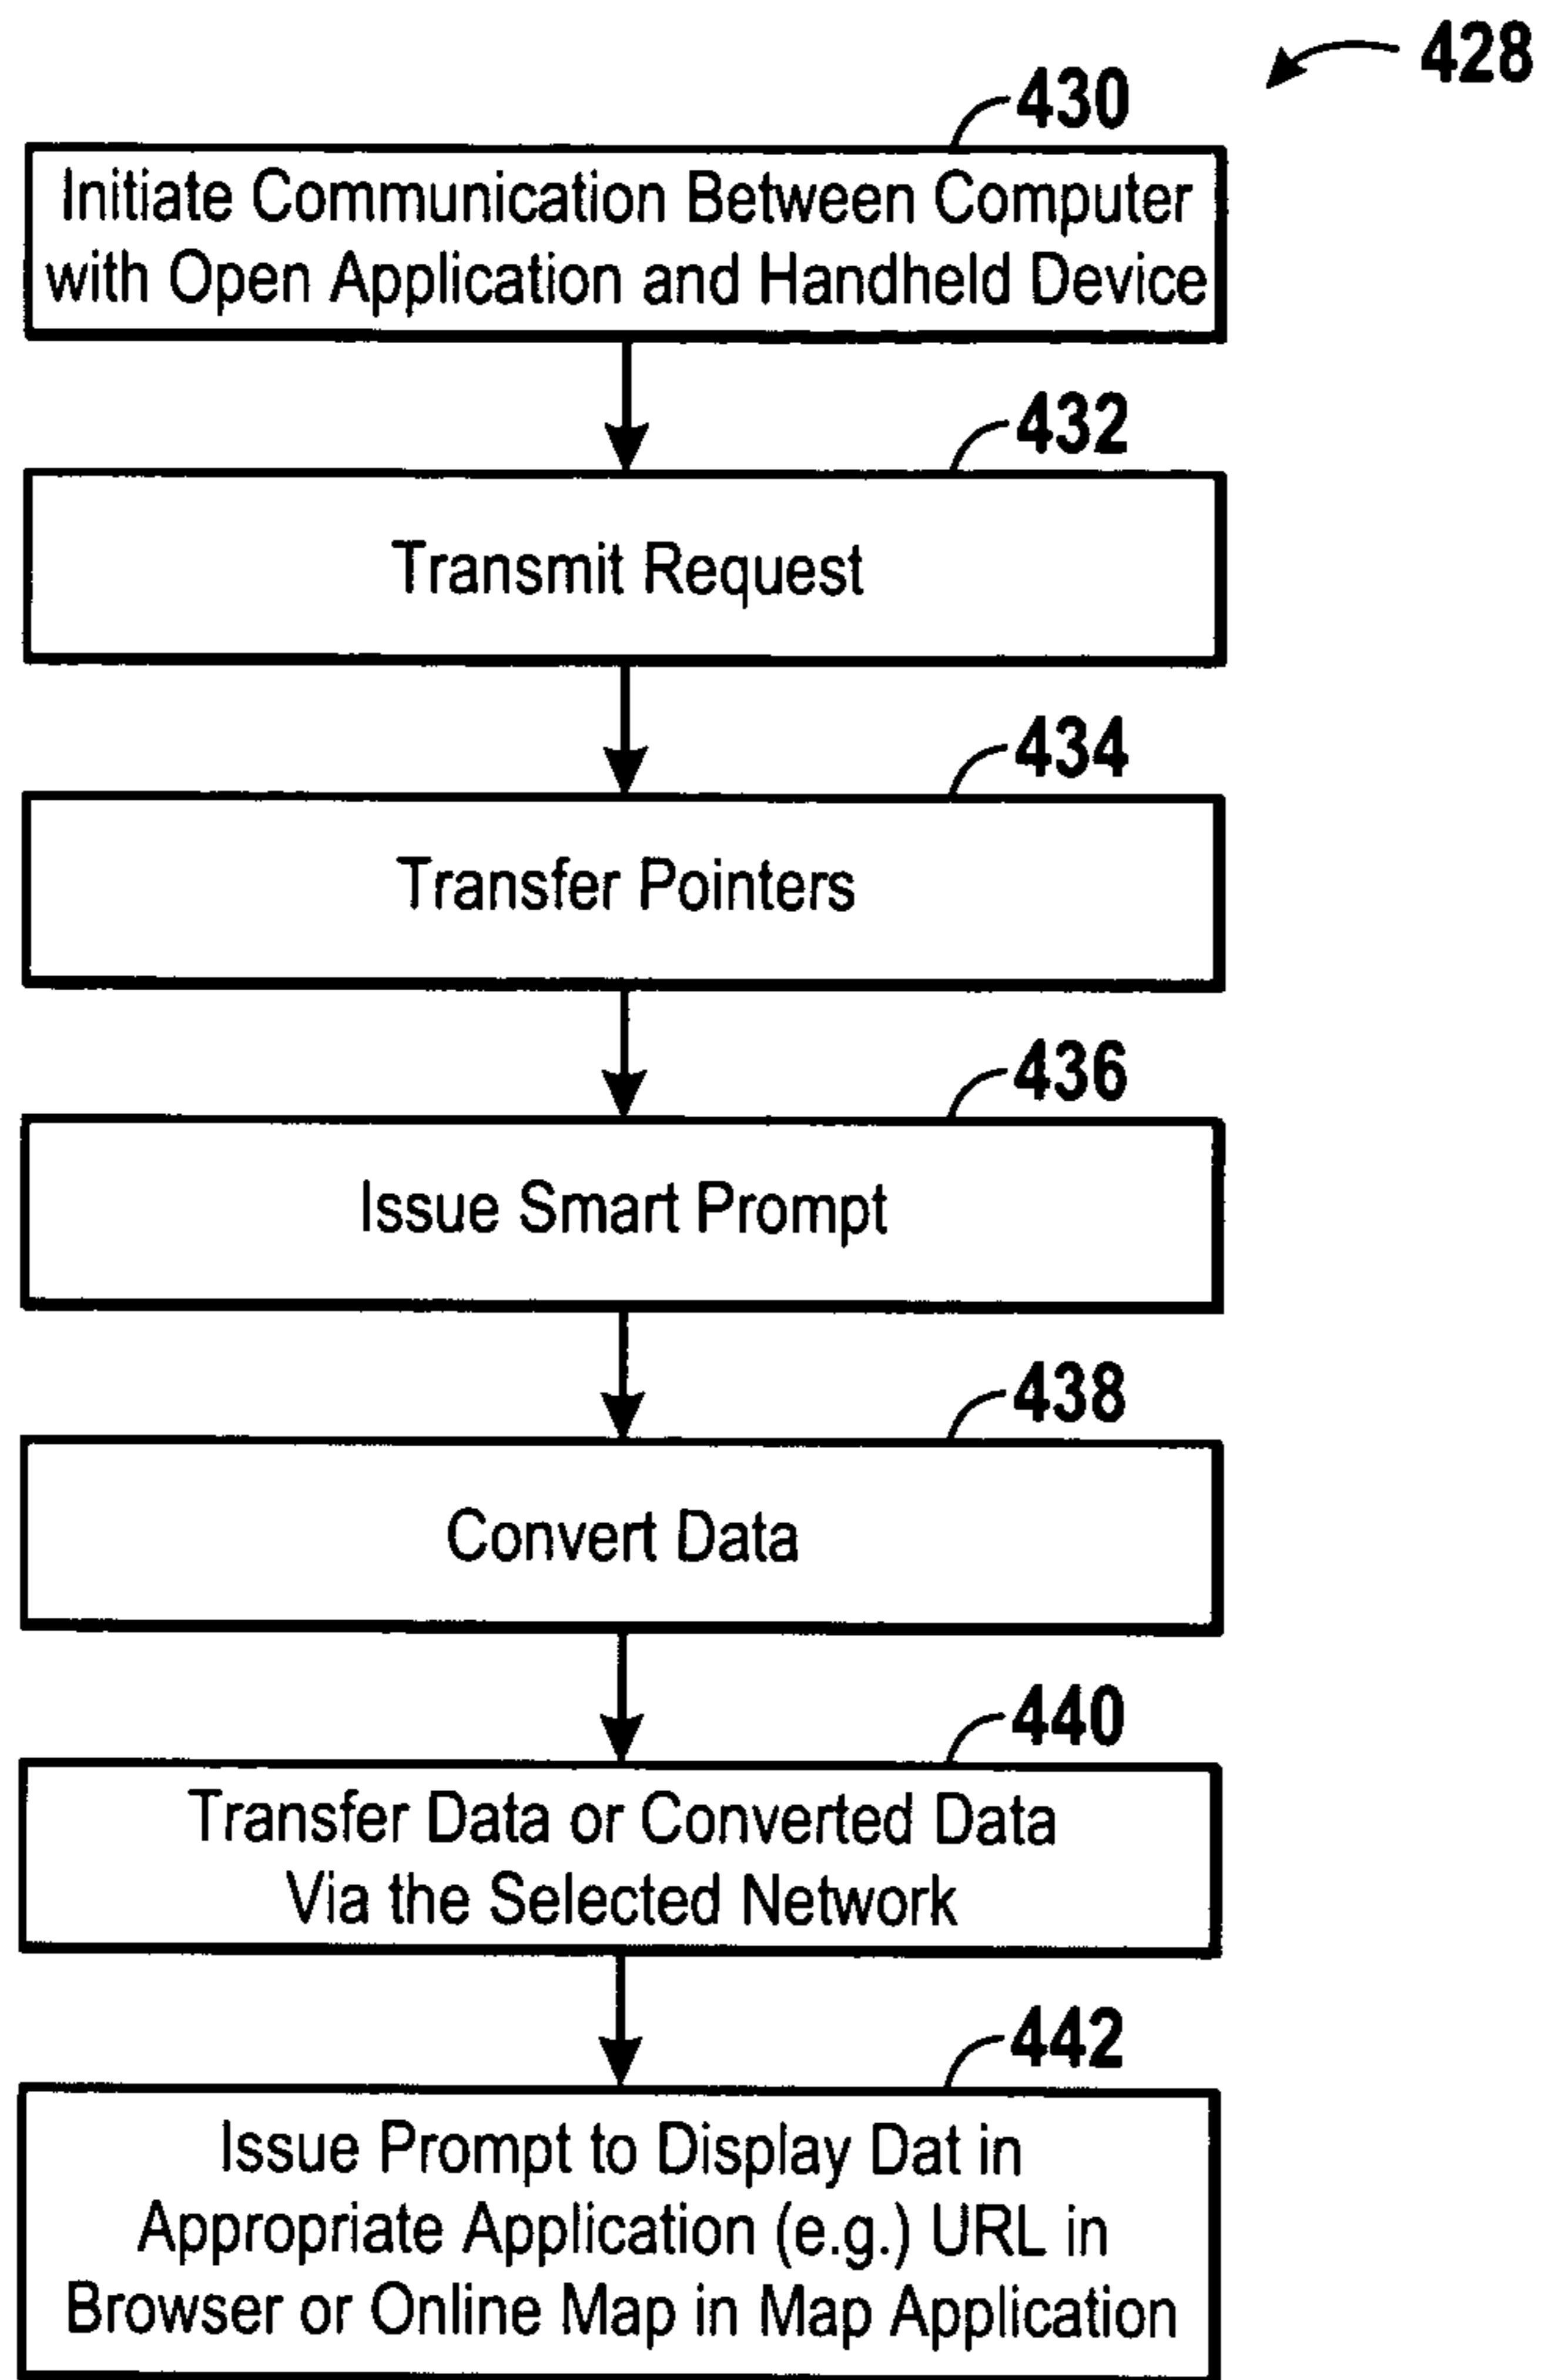 428
430
Initiate Communication Between Computer
with Open Application and Handheld Device
432
Transmit Request
434
Transfer Pointers
436
Issue Smart Prompt
438
Convert Data
440
Transfer Data or Converted Data
Via the Selected Network
442
Issue Prompt to Display Dat in
Appropriate Application (e.g.) URL in
Browser or Online Map in Map Application